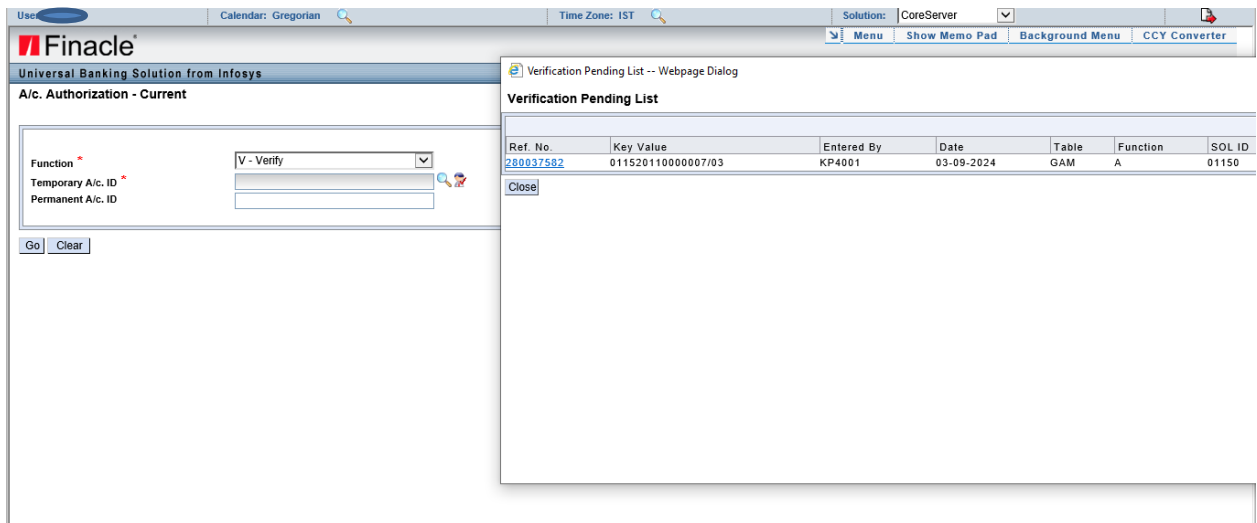 User Calendar: Gregorian Time Zone: IST Solution: CoreServer
Finacle
Menu Show Memo Pad Background Menu CCY Converter
Universal Banking Solution from Infosys
A/c. Authorization - Current
Function * V - Verify
Temporary A/c. ID *
Permanent A/c. ID
Go Clear
Verification Pending List -- Webpage Dialog
Verification Pending List
Ref. No. Key Value Entered By Date Table Function SOL ID
280037582 011520110000007/03 KP4001 03-09-2024 GAM A 01150
Close